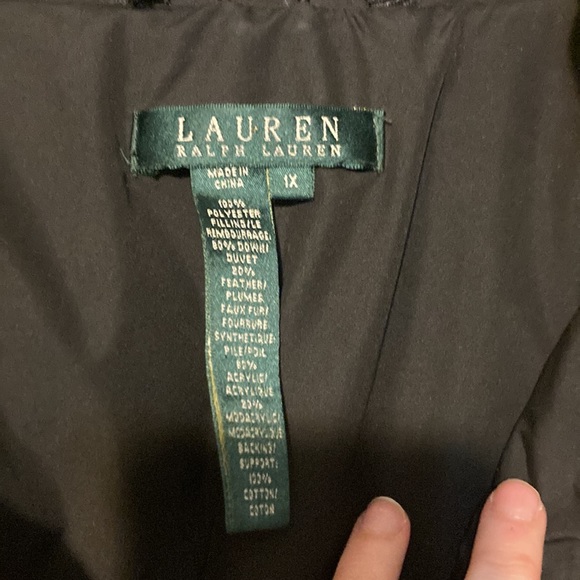 LAUREN
RALPH LAUREN
MADE IN
CHINA
1X
100%
POLYESTER
FILLING/LE
REMBOURRAGE:
80% DOWN/
DUVET
20%
FEATHER/
PLUMES
FAUX FUR/
FOURRURE
SYNTHETIQUE:
PILE/POIL
80%
ACRYLIC/
ACRYLIQUE
20%
MODACRYLIC/
MODACRYLIQUE
BACKING/
SUPPORT:
100%
COTTON/
COTON